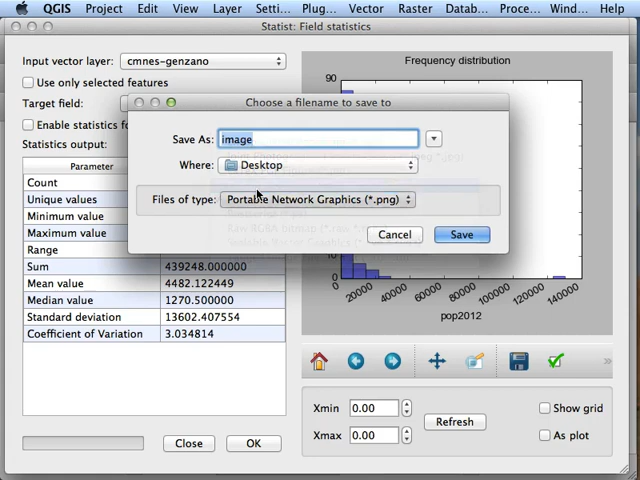 QGIS Project Edit View Layer Setti... Plug... Vector Raster Datab... Proce... Wind... Help
Statist: Field statistics
Input vector layer: cmnes-genzano
Use only selected features
Target field:
Enable statistics fo
Statistics output:
Parameter
Count
Unique values
Minimum value
Maximum value
Range
Sum 439248.000000
Mean value 4482.122449
Median value 1270.500000
Standard deviation 13602.407554
Coefficient of Variation 3.034814
Close OK
Choose a filename to save to
Save As: image
Where: Desktop
Files of type: Portable Network Graphics (*.png)
Cancel Save
Frequency distribution
90
10
0
20000 40000 60000 80000 100000 120000 140000
pop2012
Xmin 0.00
Xmax 0.00
Refresh
Show grid
As plot